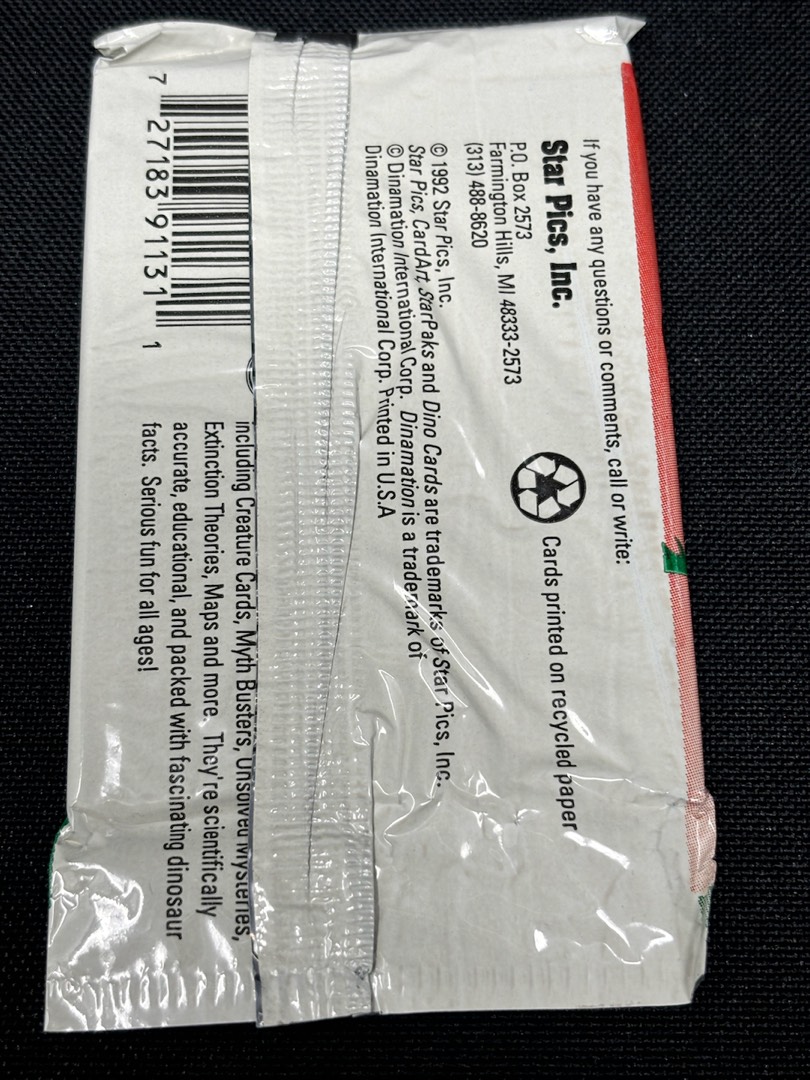 If you have any questions or comments, call or write:
Star Pics, Inc.
P.O. Box 2573
Farmington Hills, MI 48333-2573
(313) 488-8620
Cards printed on recycled paper
© 1992 Star Pics, Inc.
Star Pics, CardArt, StarPaks and Dino Cards are trademarks of Star Pics, Inc.
© Dinamation International Corp. Dinamation is a trademark of
Dinamation International Corp. Printed in U.S.A
including Creature Cards, Myth Busters, Unsolved Mysteries,
Extinction Theories, Maps and more. They're scientifically
accurate, educational, and packed with fascinating dinosaur
facts. Serious fun for all ages!
7 27183 91131 1